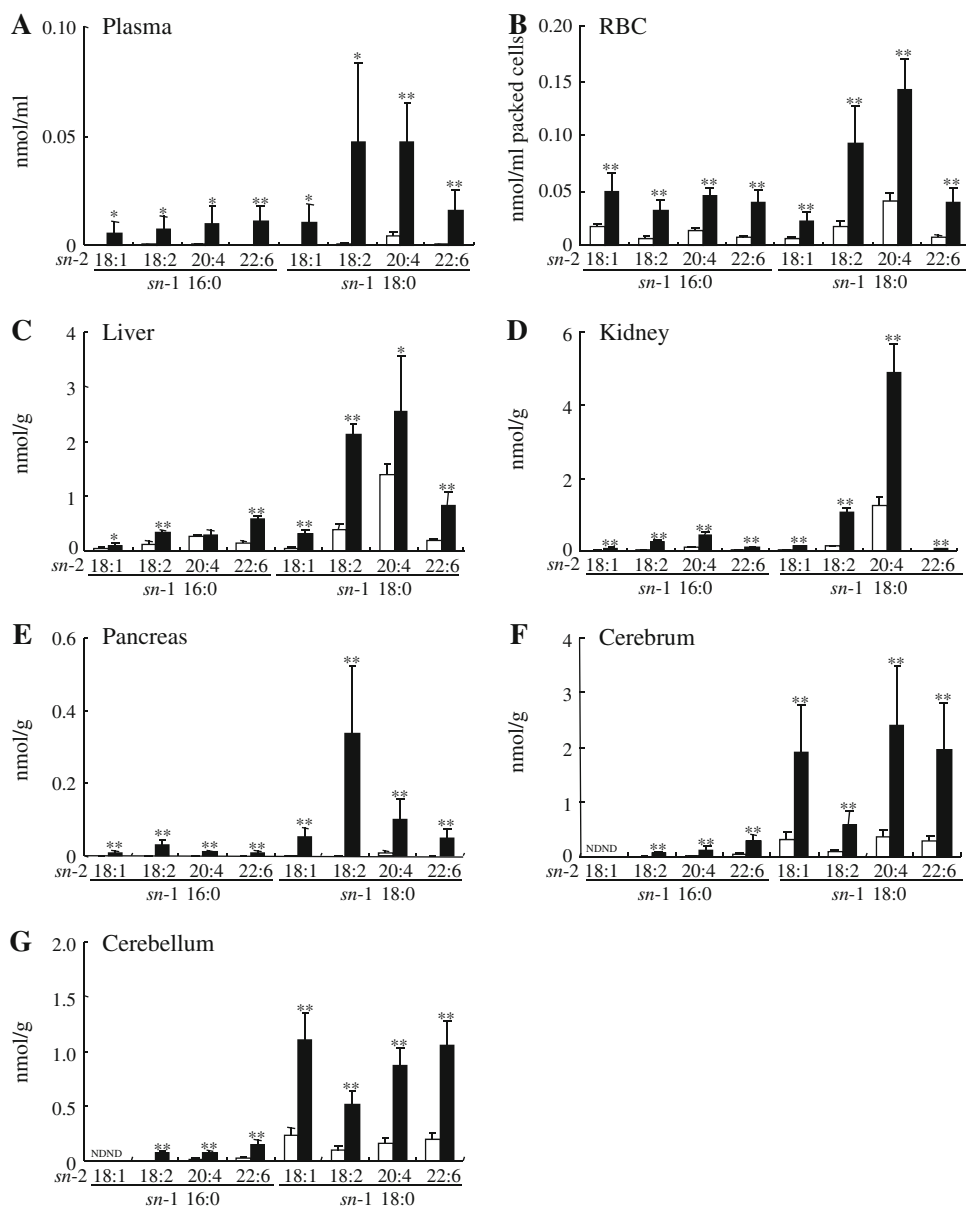 A Plasma
0.10
0.05
0
nmol/ml
* * * ** * * ** **
sn-2 18:1 18:2 20:4 22:6 18:1 18:2 20:4 22:6
sn-1 16:0 sn-1 18:0
B RBC
0.20
0.15
0.10
0.05
0
nmol/ml packed cells
** ** ** ** ** ** ** **
sn-2 18:1 18:2 20:4 22:6 18:1 18:2 20:4 22:6
sn-1 16:0 sn-1 18:0
C Liver
4
3
2
1
0
nmol/g
* ** ** ** ** * **
sn-2 18:1 18:2 20:4 22:6 18:1 18:2 20:4 22:6
sn-1 16:0 sn-1 18:0
D Kidney
6
4
2
0
nmol/g
** ** ** ** ** ** ** **
sn-2 18:1 18:2 20:4 22:6 18:1 18:2 20:4 22:6
sn-1 16:0 sn-1 18:0
E Pancreas
0.6
0.4
0.2
0
nmol/g
** ** ** ** ** ** ** **
sn-2 18:1 18:2 20:4 22:6 18:1 18:2 20:4 22:6
sn-1 16:0 sn-1 18:0
F Cerebrum
4
3
2
1
0
nmol/g
NDND ** ** ** ** ** ** **
sn-2 18:1 18:2 20:4 22:6 18:1 18:2 20:4 22:6
sn-1 16:0 sn-1 18:0
G Cerebellum
2.0
1.5
1.0
0.5
0
nmol/g
NDND ** ** ** ** ** ** **
sn-2 18:1 18:2 20:4 22:6 18:1 18:2 20:4 22:6
sn-1 16:0 sn-1 18:0